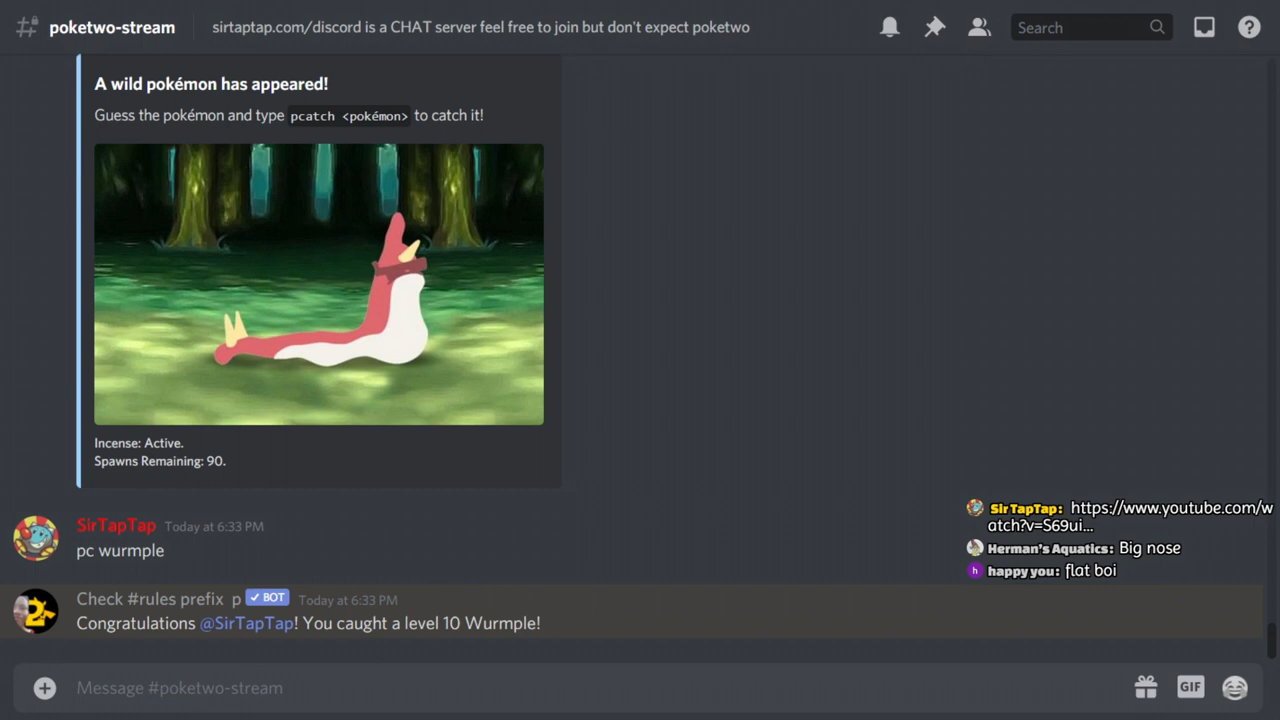 poketwo-stream
sirtaptap.com/discord is a CHAT server feel free to join but don't expect poketwo
Search
A wild pokémon has appeared!
Guess the pokémon and type pcatch <pokémon> to catch it!
Incense: Active.
Spawns Remaining: 90.
SirTapTap Today at 6:33 PM
pc wurmple
Check #rules prefix p ✓ BOT Today at 6:33 PM
Congratulations @SirTapTap! You caught a level 10 Wurmple!
SirTapTap: https://www.youtube.com/w
atch?v=S69ui...
Herman's Aquatics: Big nose
h happy you: flat boi
Message #poketwo-stream
GIF